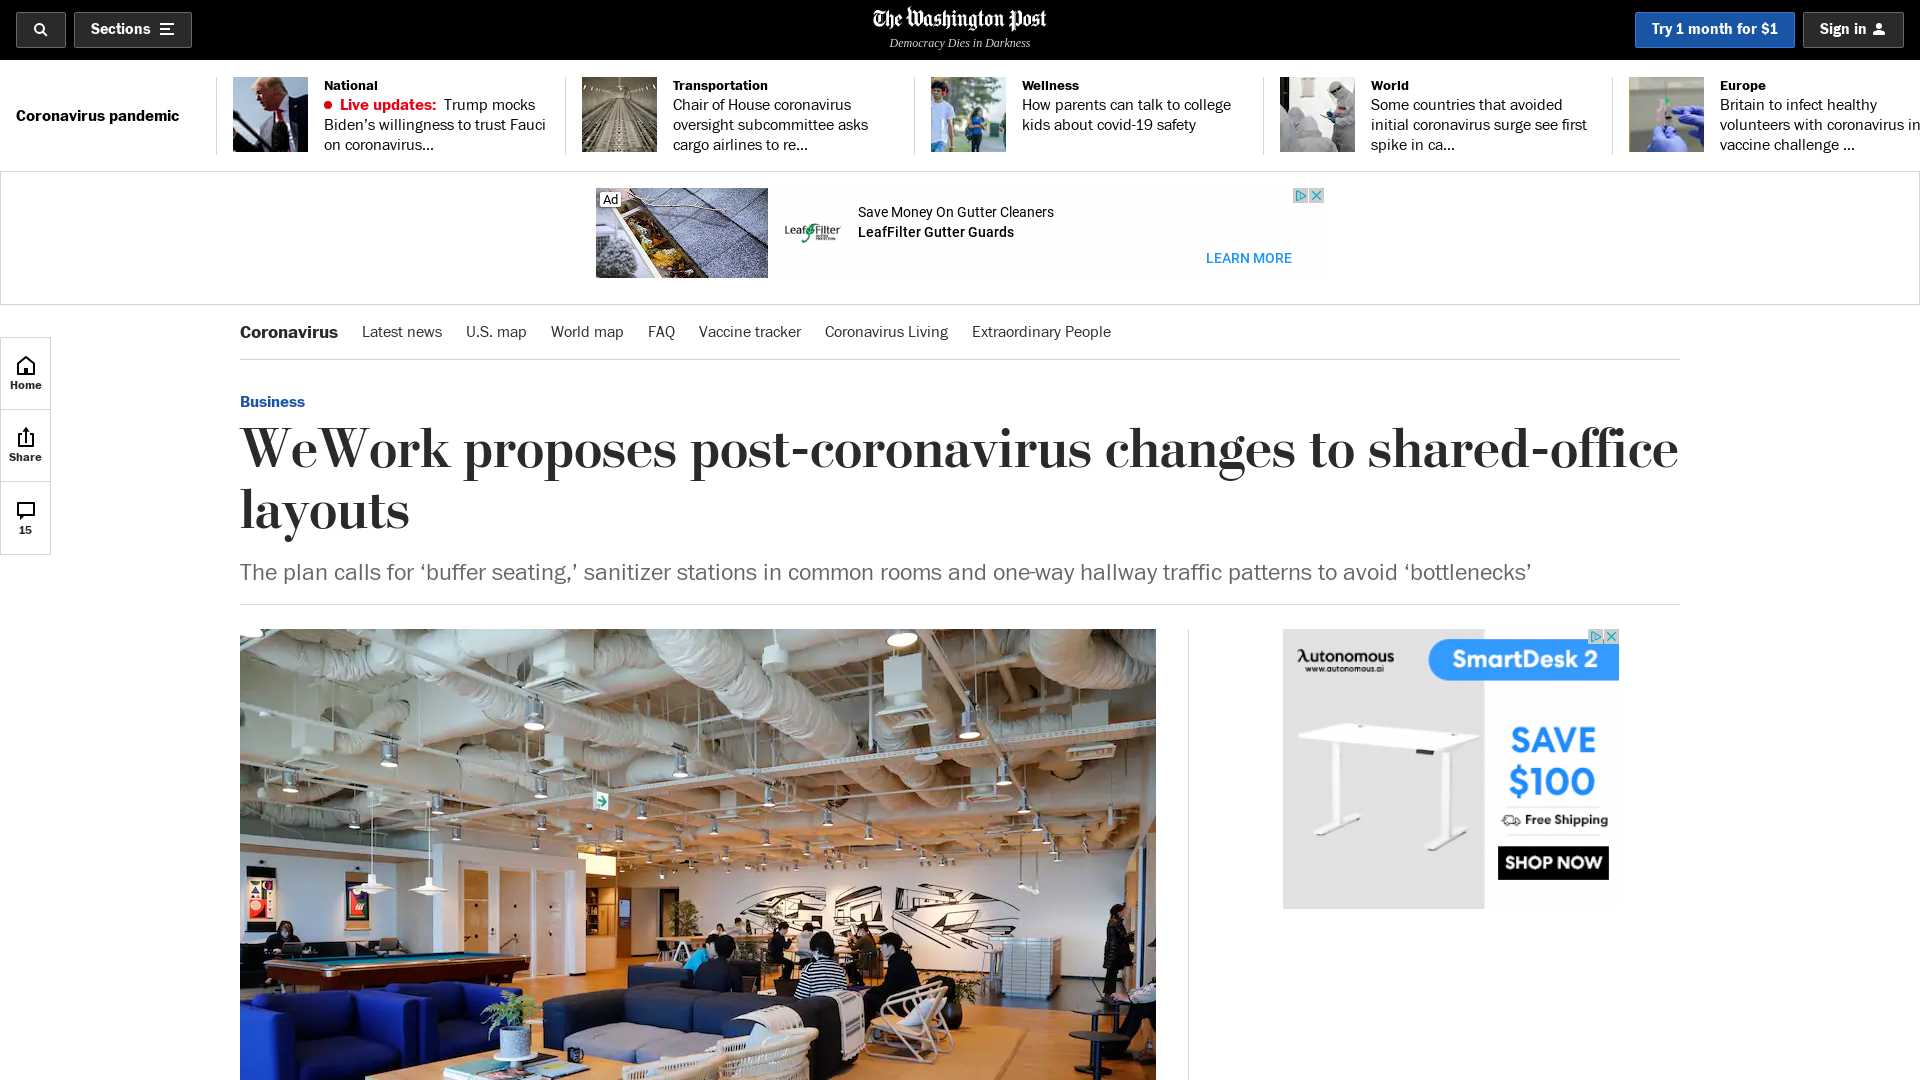 Sections
The Washington Post
Democracy Dies in Darkness
Try 1 month for $1
Sign in
Coronavirus pandemic
National
Live updates: Trump mocks
Biden’s willingness to trust Fauci
on coronavirus...
Transportation
Chair of House coronavirus
oversight subcommittee asks
cargo airlines to re...
Wellness
How parents can talk to college
kids about covid-19 safety
World
Some countries that avoided
initial coronavirus surge see first
spike in ca...
Europe
Britain to infect healthy
volunteers with coronavirus in
vaccine challenge ...
Ad
LeafFilter
Save Money On Gutter Cleaners
LeafFilter Gutter Guards
LEARN MORE
Coronavirus
Latest news
U.S. map
World map
FAQ
Vaccine tracker
Coronavirus Living
Extraordinary People
Home
Share
15
Business
WeWork proposes post-coronavirus changes to shared-office
layouts
The plan calls for ‘buffer seating,’ sanitizer stations in common rooms and one-way hallway traffic patterns to avoid ‘bottlenecks’
Autonomous
www.autonomous.ai
SmartDesk 2
SAVE
$100
Free Shipping
SHOP NOW